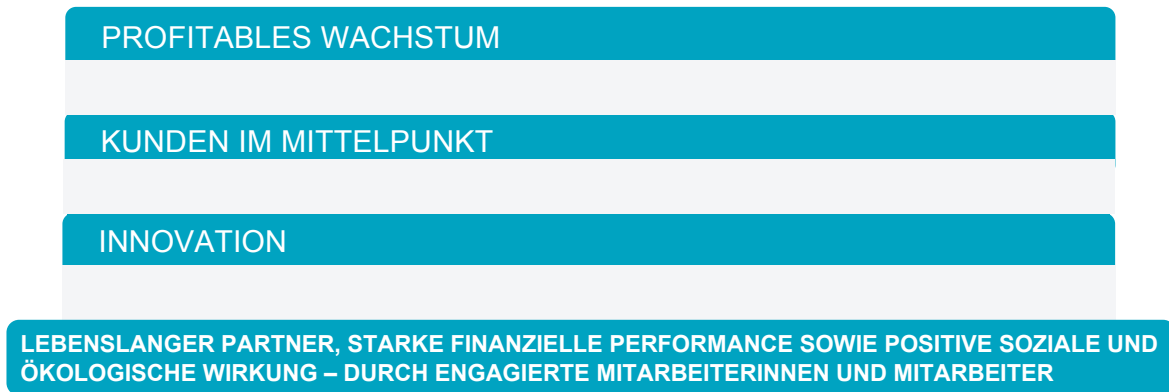 PROFITABLES WACHSTUM
KUNDEN IM MITTELPUNKT
INNOVATION
LEBENSLANGER PARTNER, STARKE FINANZIELLE PERFORMANCE SOWIE POSITIVE SOZIALE UND
ÖKOLOGISCHE WIRKUNG – DURCH ENGAGIERTE MITARBEITERINNEN UND MITARBEITER